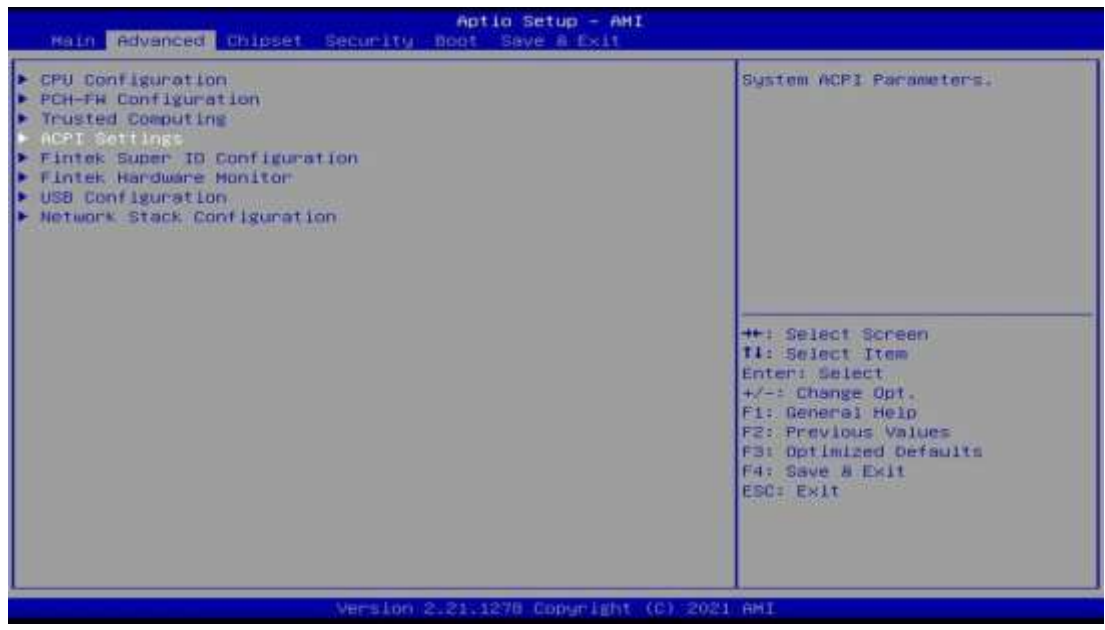 Aptio Setup - AMI
Main Advanced Chipset Security Boot Save & Exit
► CPU Configuration
► PCH-FW Configuration
► Trusted Computing
► ACPI Settings
► Fintek Super IO Configuration
► Fintek Hardware Monitor
► USB Configuration
► Network Stack Configuration
System ACPI Parameters.
→←: Select Screen
↑↓: Select Item
Enter: Select
+/-: Change Opt.
F1: General Help
F2: Previous Values
F3: Optimized Defaults
F4: Save & Exit
ESC: Exit
Version 2.21.1278 Copyright (C) 2021 AMI